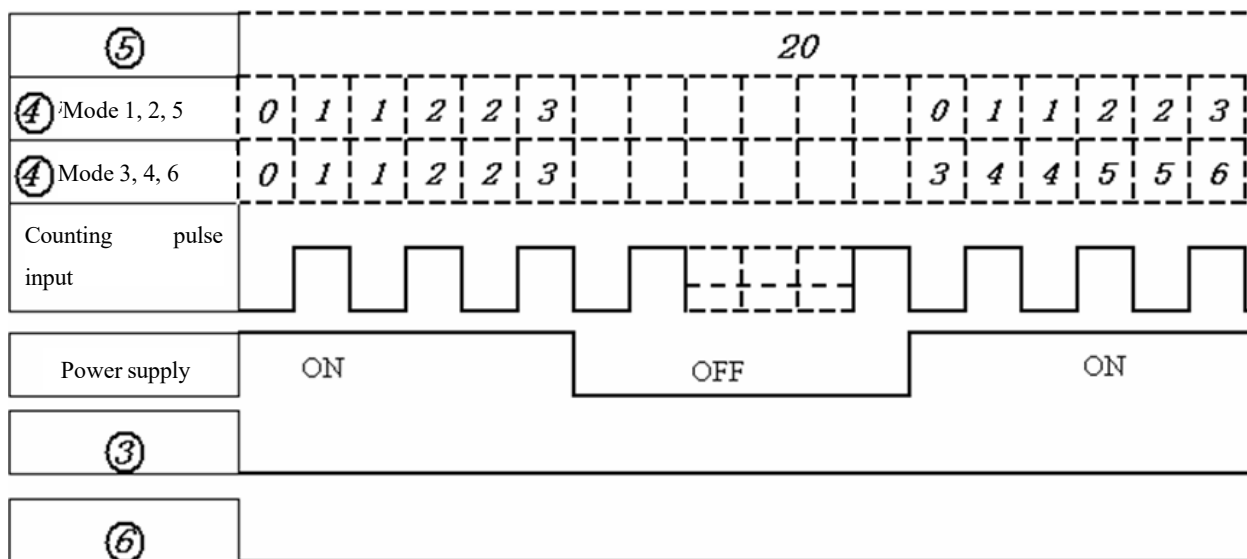 ⑤ 20
④ Mode 1, 2, 5 0 1 1 2 2 3 0 1 1 2 2 3
④ Mode 3, 4, 6 0 1 1 2 2 3 3 4 4 5 5 6
Counting pulse
input
Power supply ON OFF ON
③
⑥